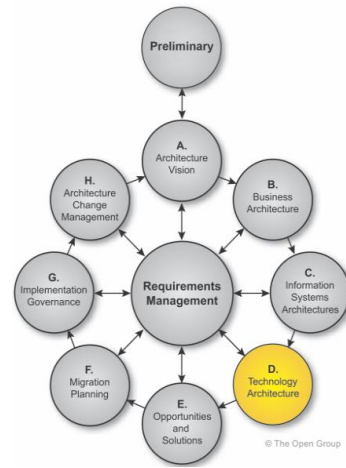 Preliminary
A.
Architecture
Vision
B.
Business
Architecture
C.
Information
Systems
Architectures
D.
Technology
Architecture
E.
Opportunities
and
Solutions
F.
Migration
Planning
G.
Implementation
Governance
H.
Architecture
Change
Management
Requirements
Management
© The Open Group